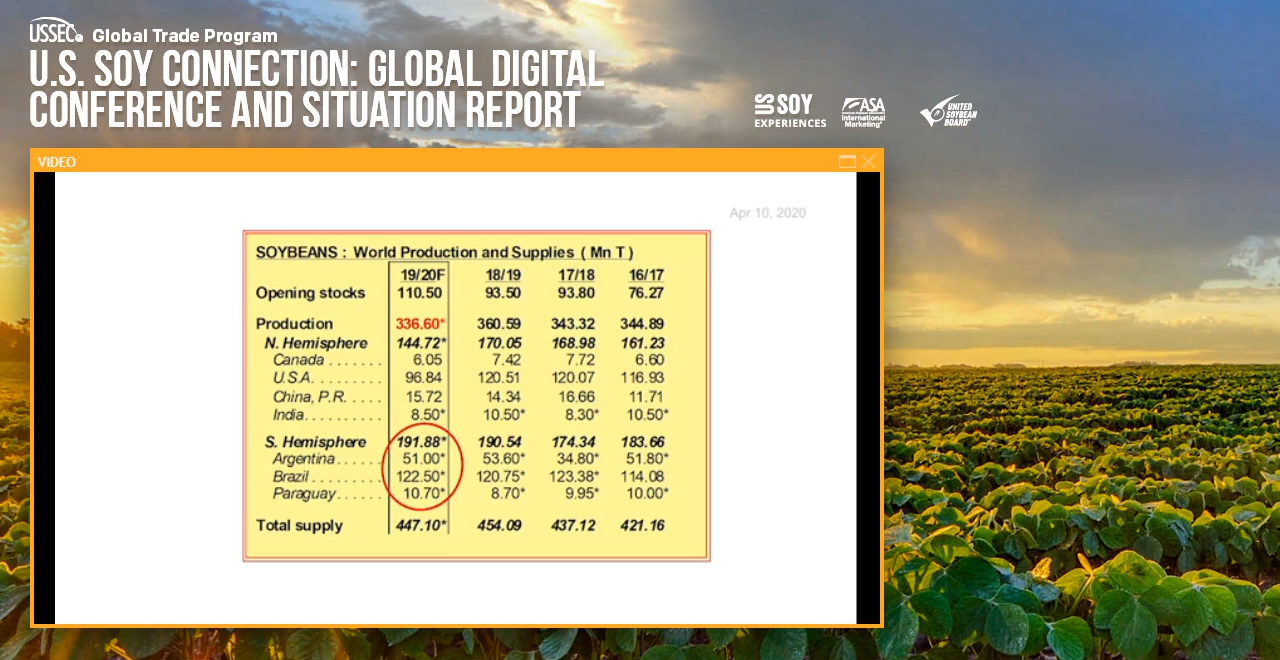 USSEC Global Trade Program
U.S. SOY CONNECTION: GLOBAL DIGITAL
CONFERENCE AND SITUATION REPORT
US SOY EXPERIENCES
ASA International Marketing
UNITED SOYBEAN BOARD
VIDEO
Apr 10, 2020
SOYBEANS : World Production and Supplies ( Mn T )
19/20F 18/19 17/18 16/17
Opening stocks 110.50 93.50 93.80 76.27
Production 336.60* 360.59 343.32 344.89
N. Hemisphere 144.72* 170.05 168.98 161.23
Canada ....... 6.05 7.42 7.72 6.60
U.S.A. ......... 96.84 120.51 120.07 116.93
China, P.R. ..... 15.72 14.34 16.66 11.71
India.......... 8.50* 10.50* 8.30* 10.50*
S. Hemisphere 191.88* 190.54 174.34 183.66
Argentina...... 51.00* 53.60* 34.80* 51.80*
Brazil ......... 122.50* 120.75* 123.38* 114.08
Paraguay...... 10.70* 8.70* 9.95* 10.00*
Total supply 447.10* 454.09 437.12 421.16